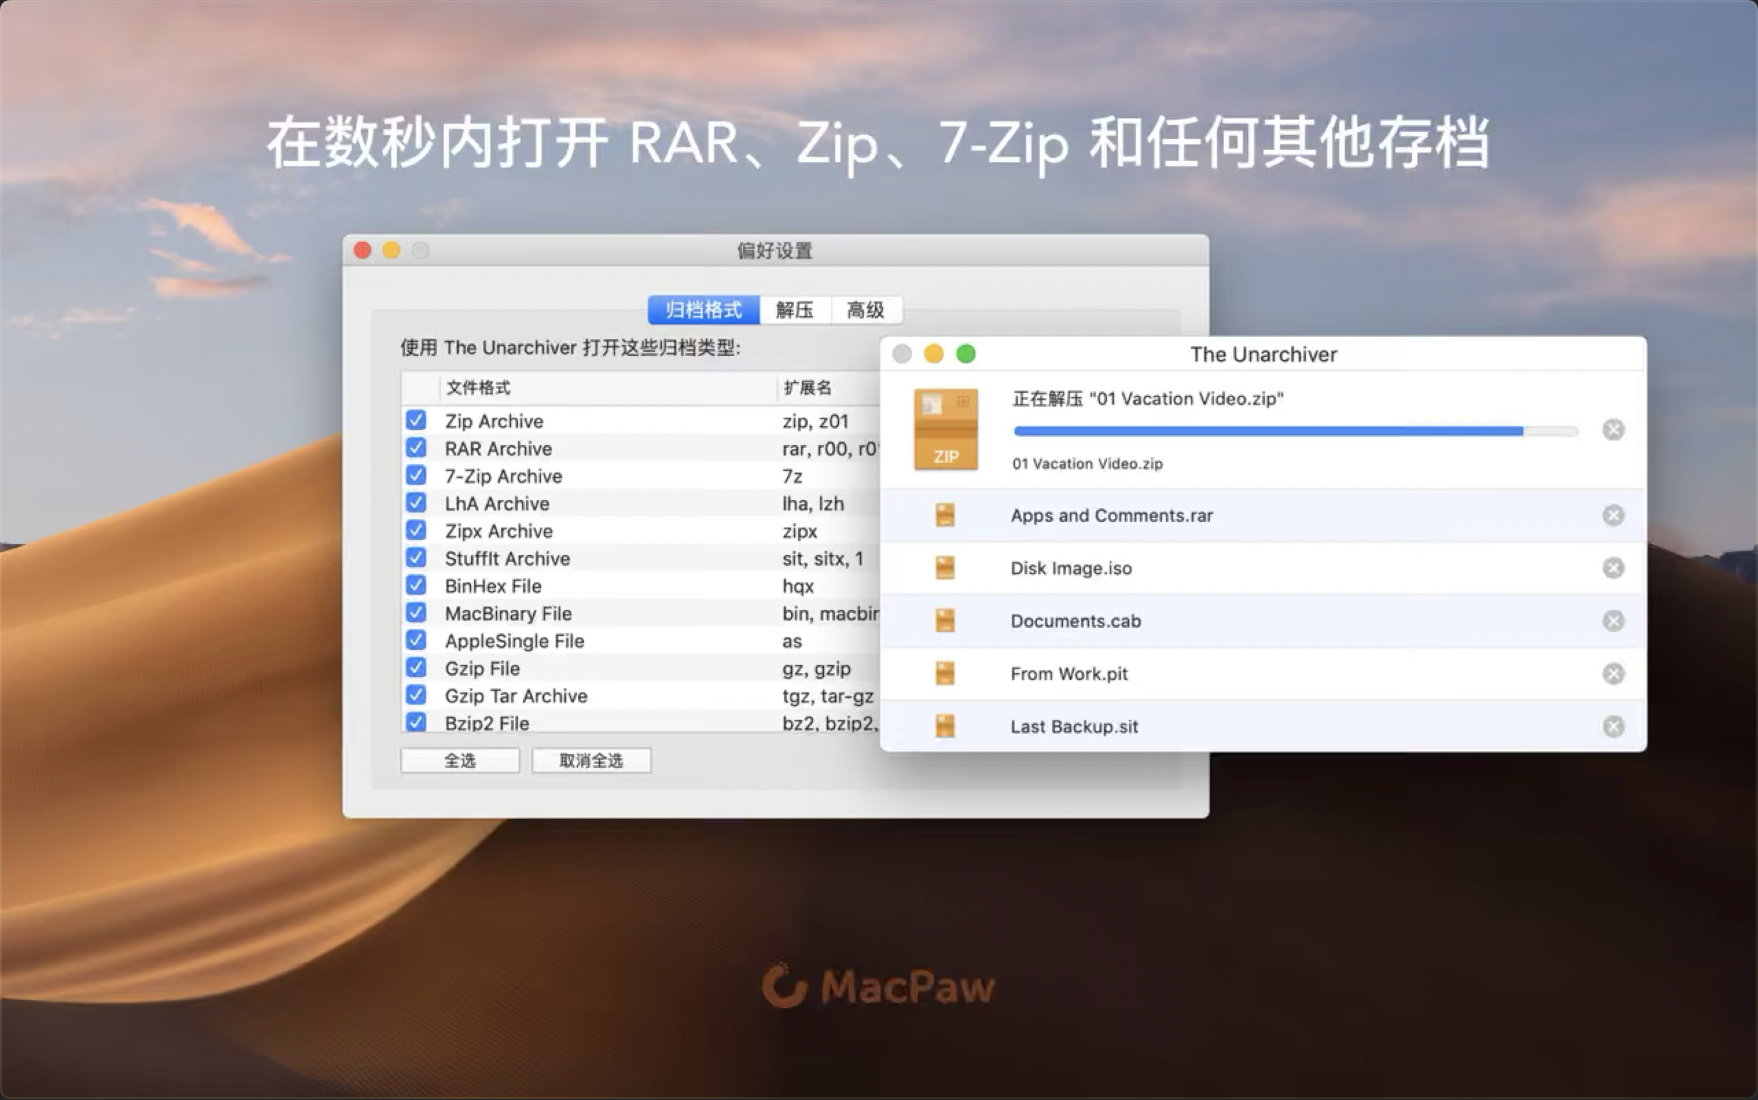 在数秒内打开 RAR、Zip、7-Zip 和任何其他存档
偏好设置
归档格式 解压 高级
使用 The Unarchiver 打开这些归档类型:
文件格式 扩展名
Zip Archive zip, z01
RAR Archive rar, r00,
7-Zip Archive 7z
LhA Archive lha, lzh
Zipx Archive zipx
StuffIt Archive sit, sitx, 1
BinHex File hqx
MacBinary File bin,
AppleSingle File as
Gzip File gz, gzip
Gzip Tar Archive tgz, tar-gz
Bzip2 File bz2, bzip2,
全选 取消全选
The Unarchiver
正在解压 "01 Vacation Video.zip"
ZIP
01 Vacation Video.zip
Apps and Comments.rar
Disk Image.iso
Documents.cab
From Work.pit
Last Backup.sit
MacPaw